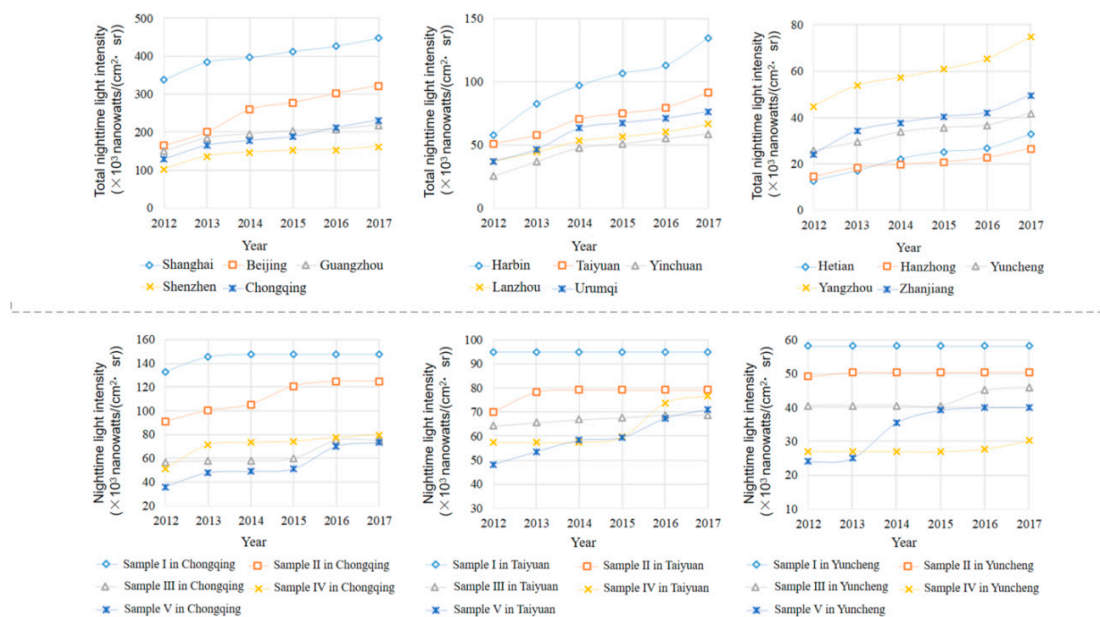 Total nighttime light intensity
(×10³ nanowatts/(cm²· sr))
500
400
300
200
100
0
2012 2013 2014 2015 2016 2017
Year
Shanghai Beijing Guangzhou
Shenzhen Chongqing
Total nighttime light intensity
(×10³ nanowatts/(cm²· sr))
150
100
50
0
2012 2013 2014 2015 2016 2017
Year
Harbin Taiyuan Yinchuan
Lanzhou Urumqi
Total nighttime light intensity
(×10³ nanowatts/(cm²· sr))
80
60
40
20
0
2012 2013 2014 2015 2016 2017
Year
Hetian Hanzhong Yuncheng
Yangzhou Zhanjiang
Nighttime light intensity
(×10³ nanowatts/(cm²· sr))
160
140
120
100
80
60
40
20
2012 2013 2014 2015 2016 2017
Year
Sample I in Chongqing Sample II in Chongqing
Sample III in Chongqing Sample IV in Chongqing
Sample V in Chongqing
Nighttime light intensity
(×10³ nanowatts/(cm²· sr))
100
90
80
70
60
50
40
30
2012 2013 2014 2015 2016 2017
Year
Sample I in Taiyuan Sample II in Taiyuan
Sample III in Taiyuan Sample IV in Taiyuan
Sample V in Taiyuan
Nighttime light intensity
(×10³ nanowatts/(cm²· sr))
60
50
40
30
20
10
2012 2013 2014 2015 2016 2017
Year
Sample I in Yuncheng Sample II in Yuncheng
Sample III in Yuncheng Sample IV in Yuncheng
Sample V in Yuncheng